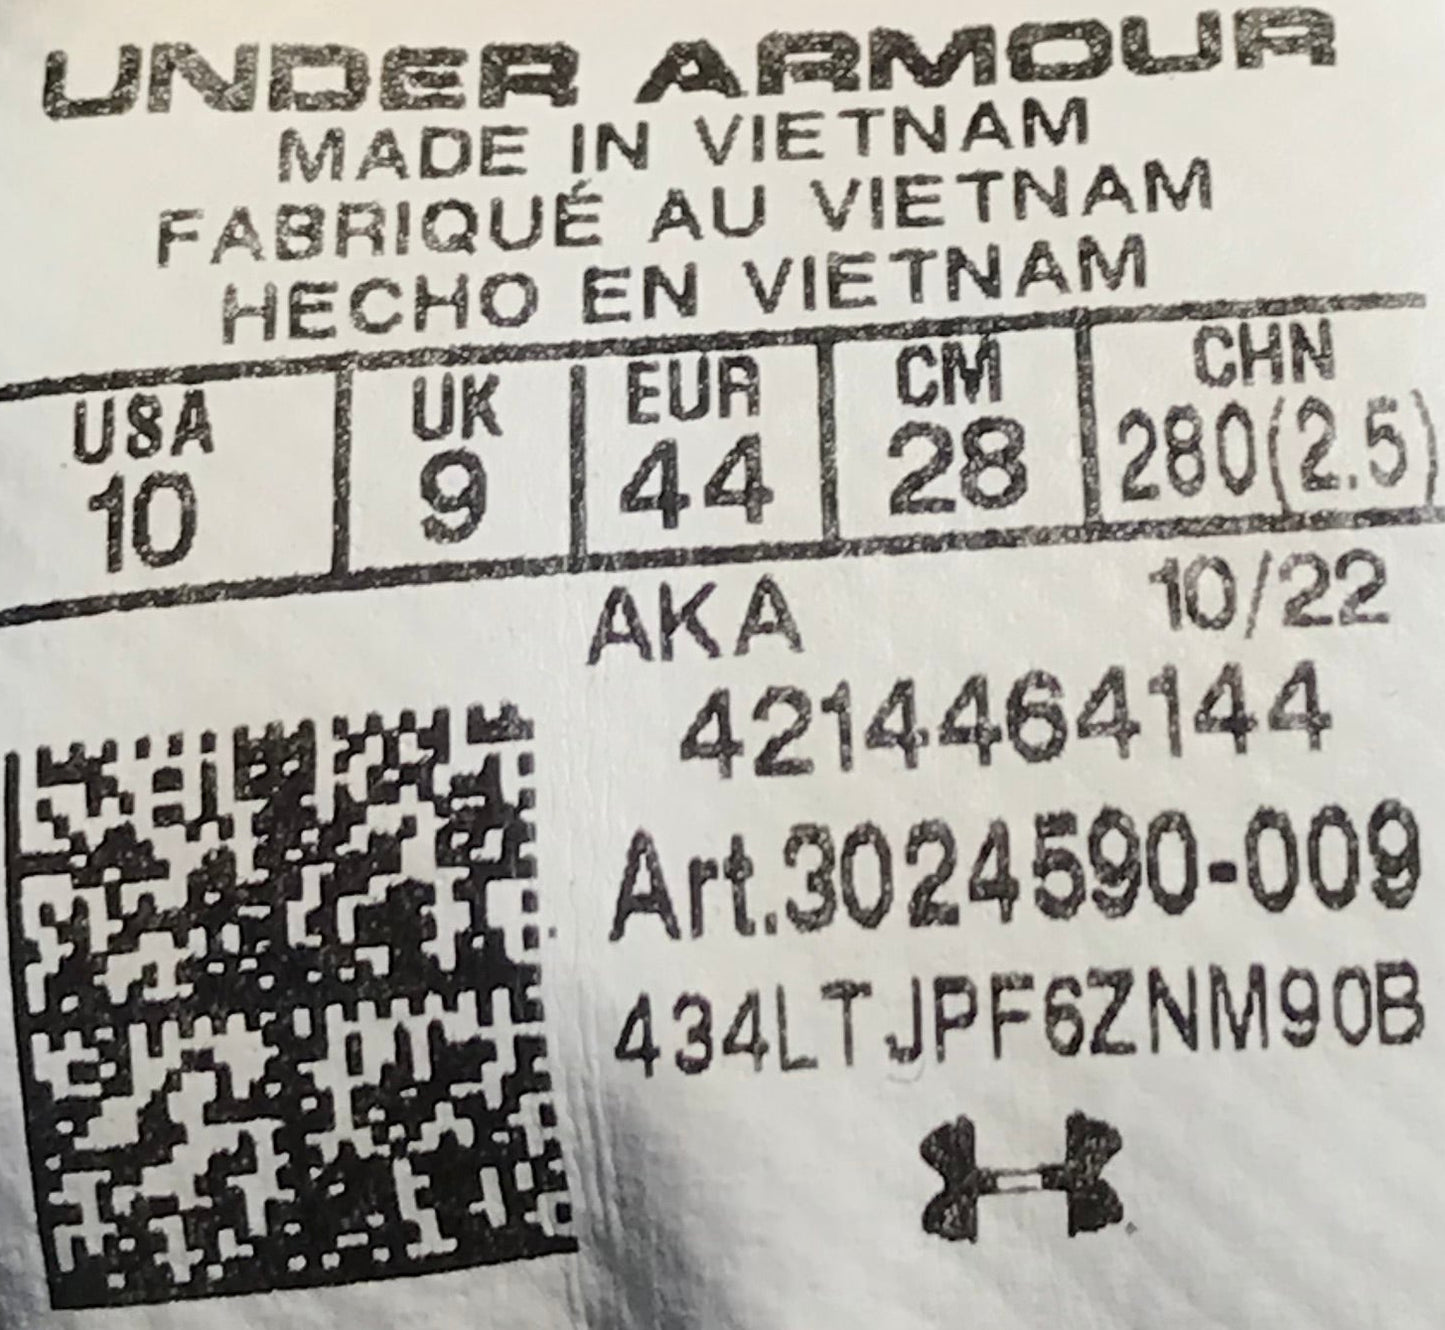 UNDER ARMOUR
MADE IN VIETNAM
FABRIQUÉ AU VIETNAM
HECHO EN VIETNAM
USA UK EUR CM CHN
10 9 44 28 280(2.5)
AKA 10/22
4214464144
Art.3024590-009
434LTJPF6ZNM90B